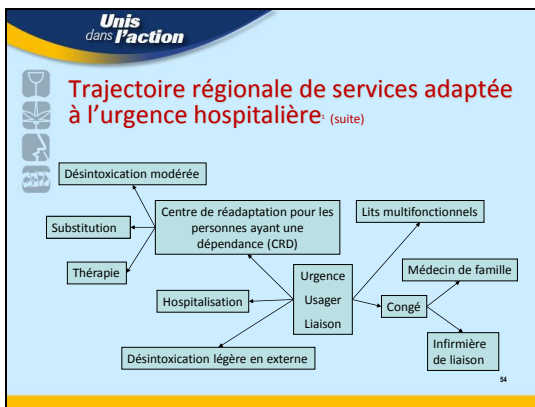 Unis
dans l'action
Trajectoire régionale de services adaptée
à l'urgence hospitalière¹ (suite)
Désintoxication modérée
Centre de réadaptation pour les
personnes ayant une
dépendance (CRD)
Lits multifonctionnels
Substitution
Thérapie
Urgence
Usager
Liaison
Médecin de famille
Hospitalisation
Congé
Désintoxication légère en externe
Infirmière
de liaison
54